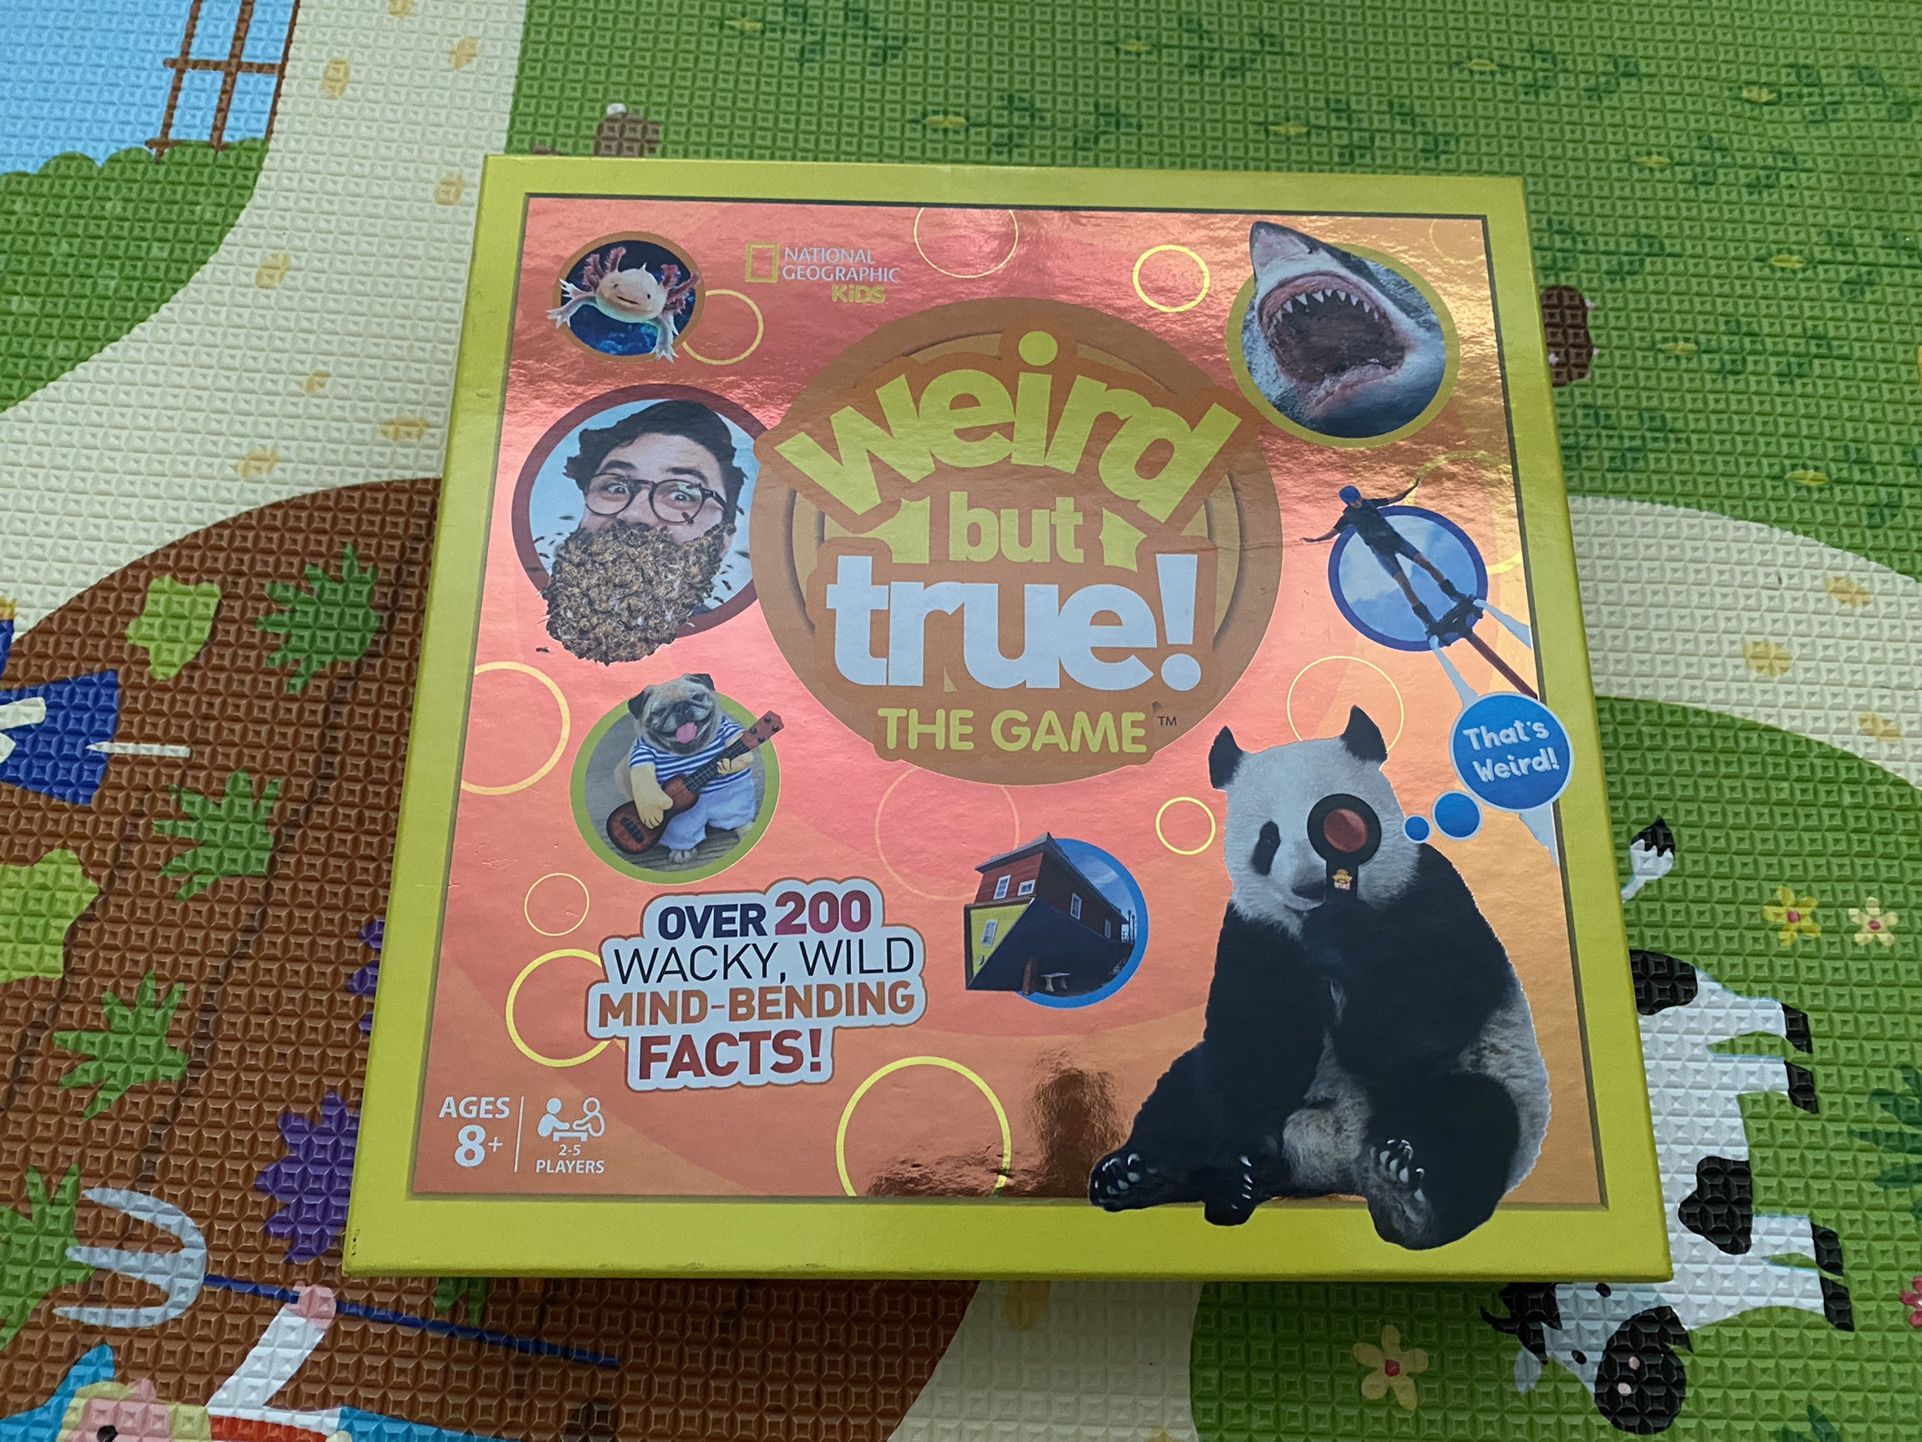 NATIONAL
GEOGRAPHIC
KiDS
weird
but
true!
THE GAME™
That's
Weird!
OVER 200
WACKY, WILD
MIND-BENDING
FACTS!
AGES
8+
2-5
PLAYERS